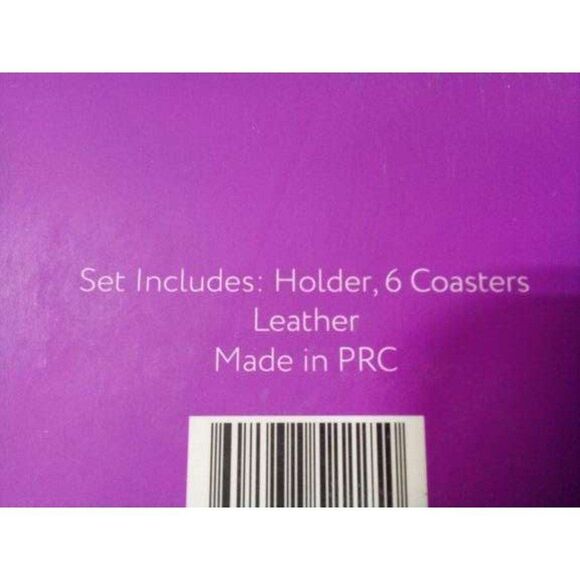 Set Includes: Holder, 6 Coasters
Leather
Made in PRC